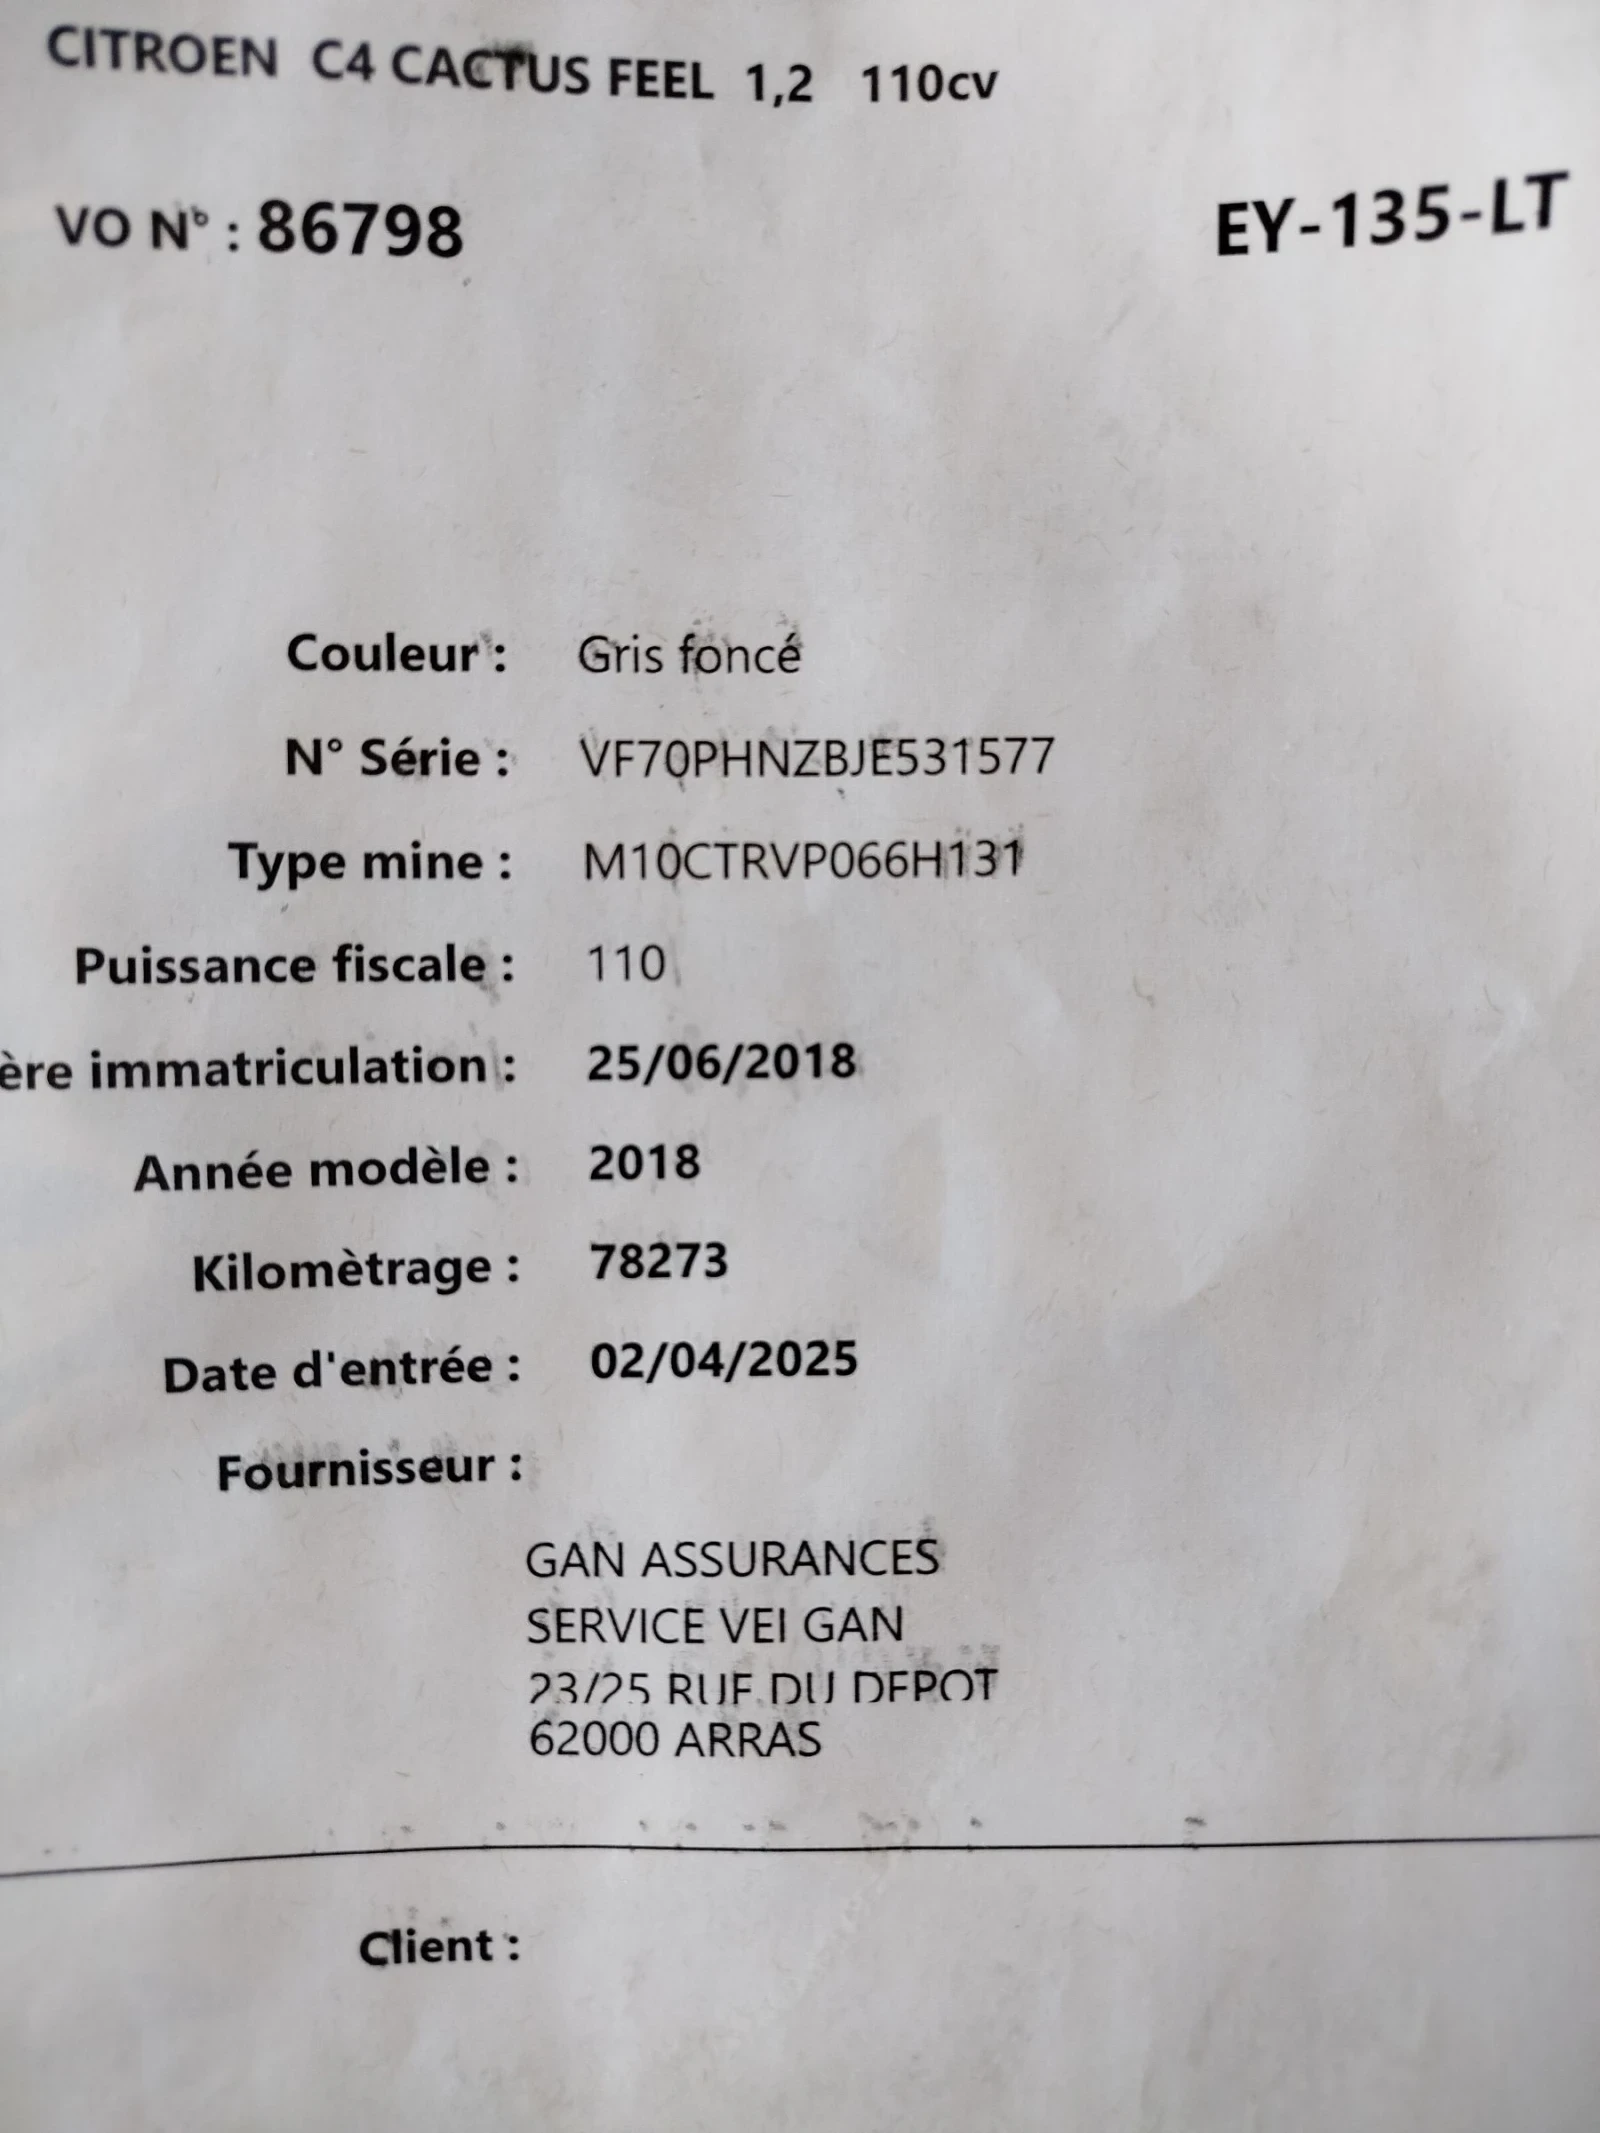 CITROEN C4 CACTUS FEEL 1,2 110cv
VO N° : 86798
EY-135-LT
Couleur : Gris foncé
N° Série : VF70PHNZBJE531577
Type mine : M10CTRVP066H131
Puissance fiscale : 110
ère immatriculation : 25/06/2018
Année modèle : 2018
Kilomètrage : 78273
Date d'entrée : 02/04/2025
Fournisseur :
GAN ASSURANCES
SERVICE VEI GAN
23/25 RUE DU DEPOT
62000 ARRAS
Client :